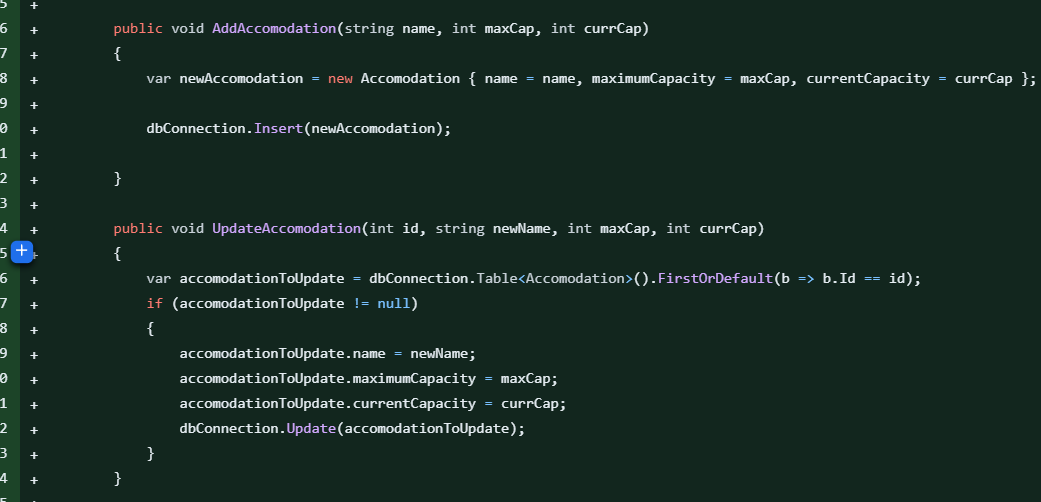 5 +
6 + public void AddAccomodation(string name, int maxCap, int currCap)
7 + {
8 + var newAccomodation = new Accomodation { name = name, maximumCapacity = maxCap, currentCapacity = currCap };
9 +
0 + dbConnection.Insert(newAccomodation);
1 +
2 + }
3 +
4 + public void UpdateAccomodation(int id, string newName, int maxCap, int currCap)
5 + {
6 + var accomodationToUpdate = dbConnection.Table<Accomodation>().FirstOrDefault(b => b.Id == id);
7 + if (accomodationToUpdate != null)
8 + {
9 + accomodationToUpdate.name = newName;
0 + accomodationToUpdate.maximumCapacity = maxCap;
1 + accomodationToUpdate.currentCapacity = currCap;
2 + dbConnection.Update(accomodationToUpdate);
3 + }
4 + }